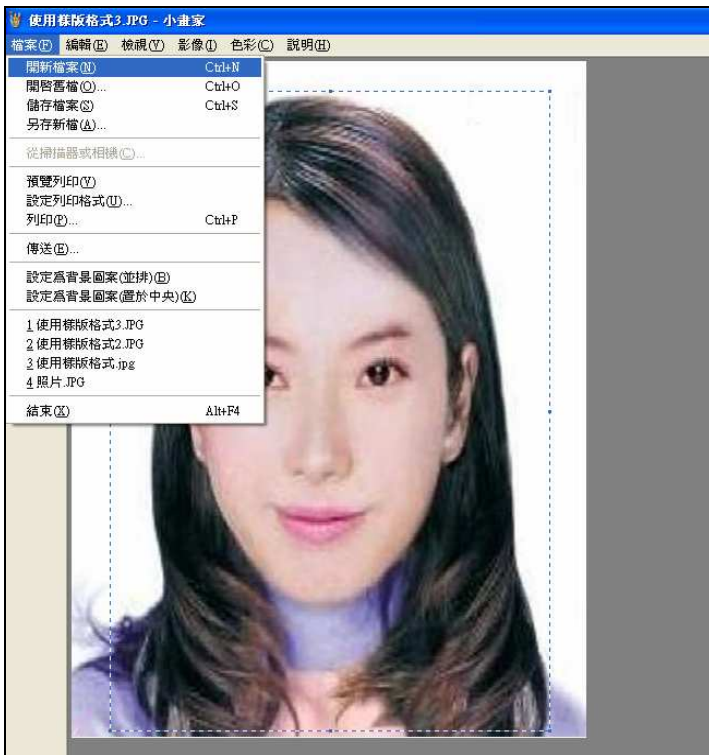 使用樣版格式3.JPG - 小畫家
檔案(F) 編輯(E) 檢視(V) 影像(I) 色彩(C) 說明(H)
開新檔案(N) Ctrl+N
開啓舊檔(O)... Ctrl+O
儲存檔案(S) Ctrl+S
另存新檔(A)...
從掃描器或相機(C)...
預覽列印(V)
設定列印格式(U)...
列印(P)... Ctrl+P
傳送(E)...
設定爲背景圖案(並排)(B)
設定爲背景圖案(置於中央)(K)
1 使用樣版格式3.JPG
2 使用樣版格式2.JPG
3 使用樣版格式.jpg
4 照片.JPG
結束(X) Alt+F4